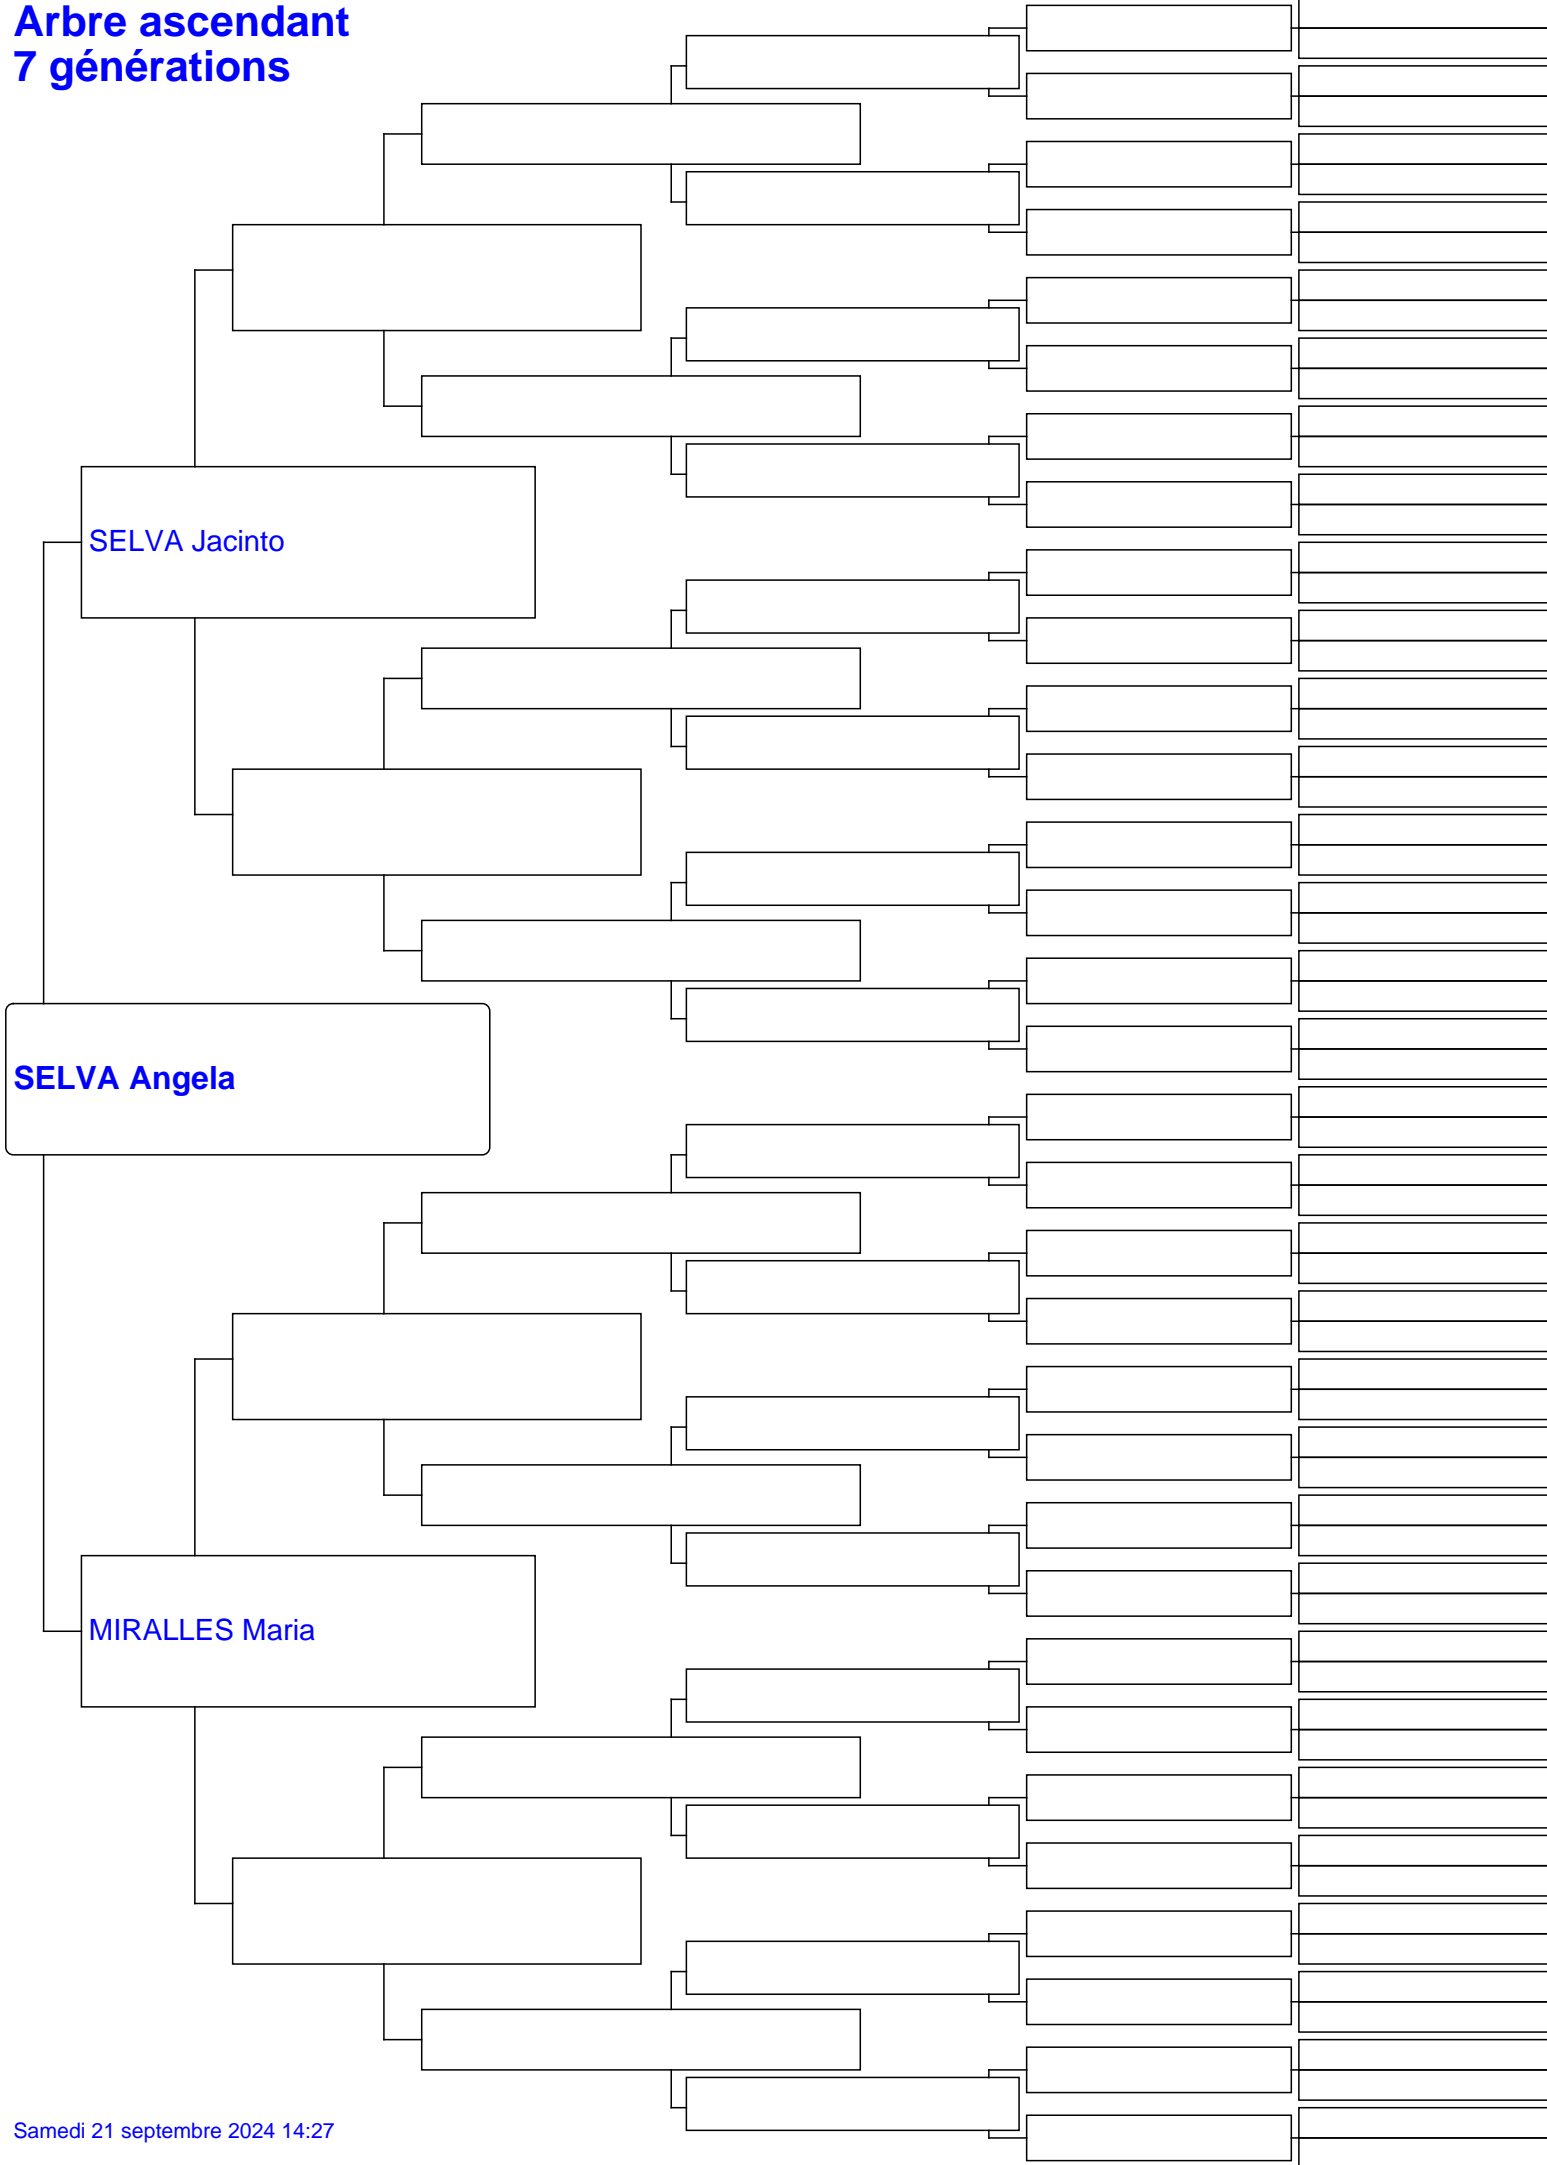 Arbre ascendant
7 générations
SELVA Jacinto
SELVA Angela
MIRALLES Maria
Samedi 21 septembre 2024 14:27